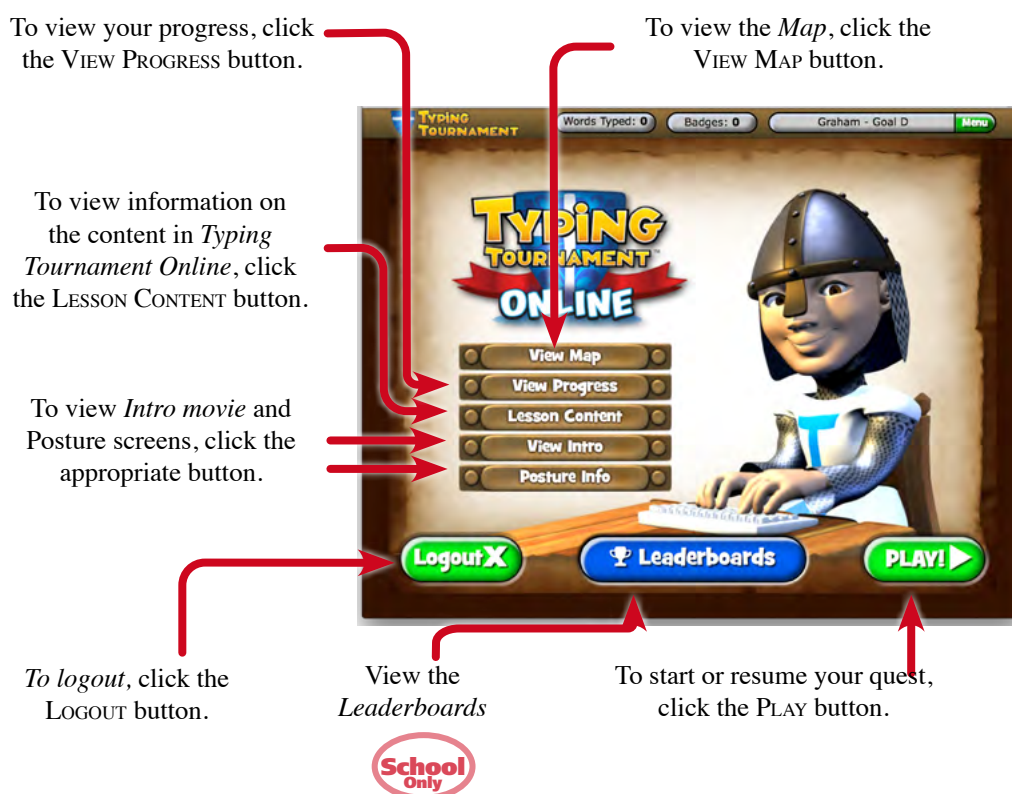 To view your progress, click
the View Progress button.
To view the Map, click the
View Map button.
Typing
Tournament
Words Typed: 0
Badges: 0
Graham - Goal D
Menu
To view information on
the content in Typing
Tournament Online, click
the Lesson Content button.
Typing
Tournament
Online
View Map
View Progress
Lesson Content
View Intro
Posture Info
To view Intro movie and
Posture screens, click the
appropriate button.
Logout X
Leaderboards
PLAY!
To logout, click the
Logout button.
View the
Leaderboards
School
Only
To start or resume your quest,
click the Play button.